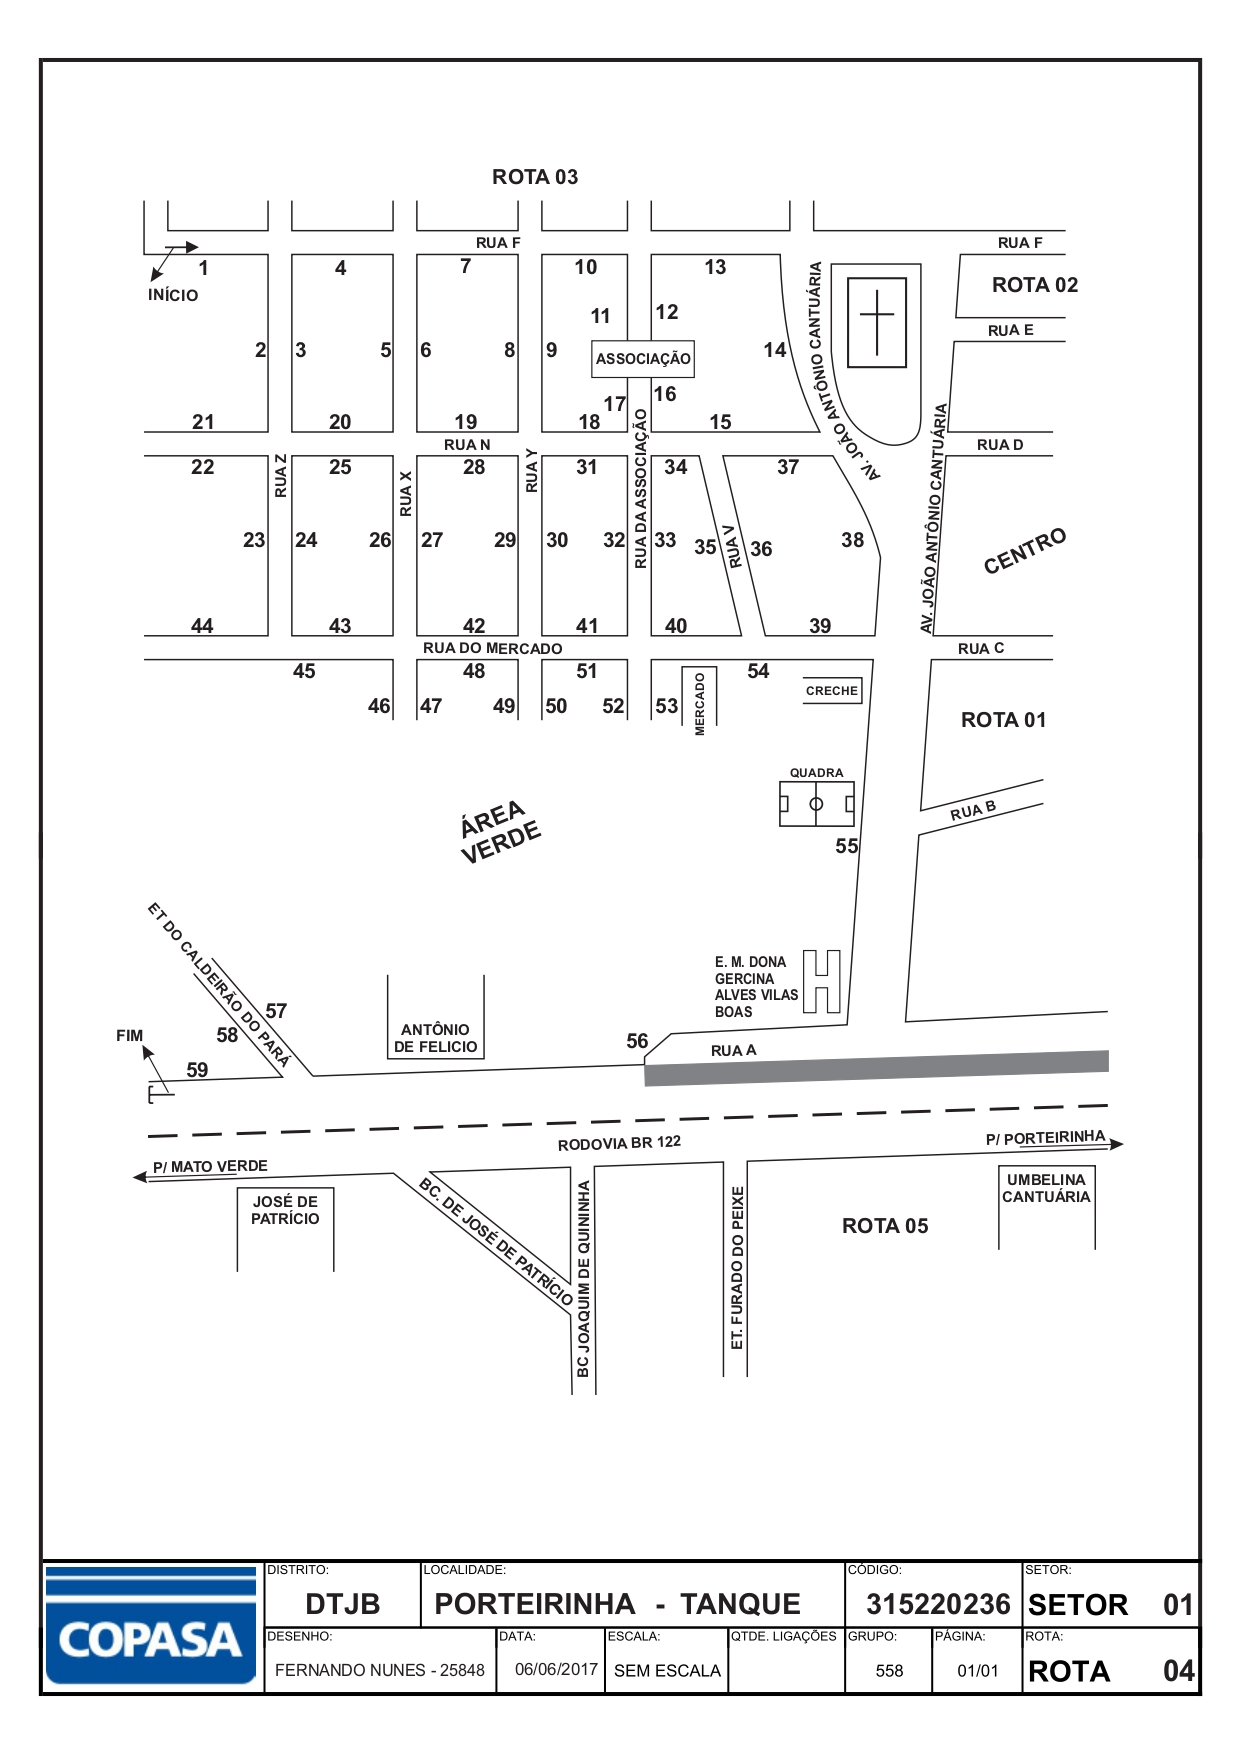 ROTA 03
RUA F
RUA F
1
4
7
10
13
INÍCIO
ROTA 02
11
12
AV. JOÃO ANTÔNIO CANTUÁRIA
RUA E
2
3
5
6
8
9
ASSOCIAÇÃO
14
17
16
21
20
19
18
15
RUA N
RUA D
AV. JOÃO ANTÔNIO CANTUÁRIA
22
RUA Z
25
RUA X
28
RUA Y
31
RUA DA ASSOCIAÇÃO
34
37
AV. JOÃO ANTÔNIO CANTUÁRIA
23
24
26
27
29
30
32
33
35
RUA V
36
38
CENTRO
44
43
42
41
40
39
RUA DO MERCADO
RUA C
45
48
51
54
MERCADO
CRECHE
46
47
49
50
52
53
ROTA 01
QUADRA
RUA B
ÁREA
VERDE
55
ET DO CALDEIRÃO DO PARÁ
E. M. DONA
GERCINA
ALVES VILAS
BOAS
57
58
FIM
ANTÔNIO
DE FELICIO
56
RUA A
59
RODOVIA BR 122
P/ PORTEIRINHA
P/ MATO VERDE
JOSÉ DE
PATRÍCIO
BC. DE JOSÉ DE PATRÍCIO
BC JOAQUIM DE QUININHA
ET. FURADO DO PEIXE
UMBELINA
CANTUÁRIA
ROTA 05
COPASA
DISTRITO:
DTJB
LOCALIDADE:
PORTEIRINHA - TANQUE
CÓDIGO:
315220236
SETOR:
SETOR 01
DESENHO:
FERNANDO NUNES - 25848
DATA:
06/06/2017
ESCALA:
SEM ESCALA
QTDE. LIGAÇÕES
GRUPO:
558
PÁGINA:
01/01
ROTA:
ROTA 04